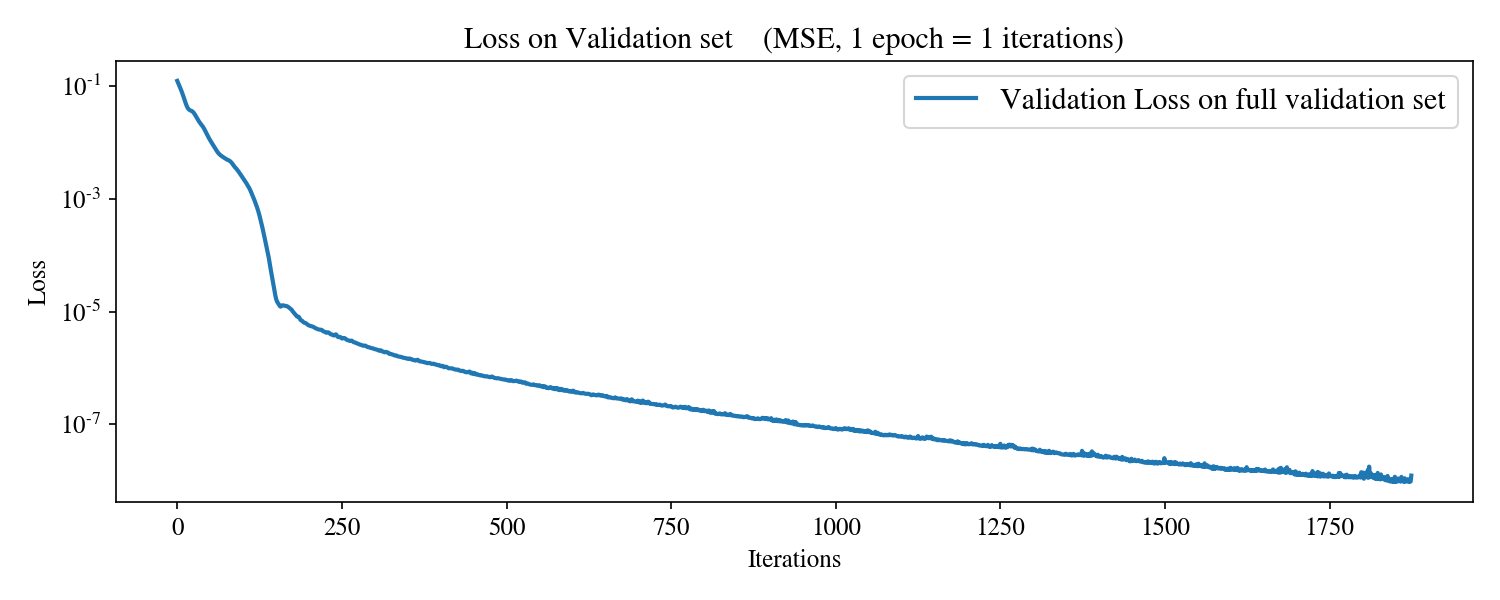 Loss on Validation set    (MSE, 1 epoch = 1 iterations)
Validation Loss on full validation set
Loss
10-1
10-3
10-5
10-7
0 250 500 750 1000 1250 1500 1750
Iterations